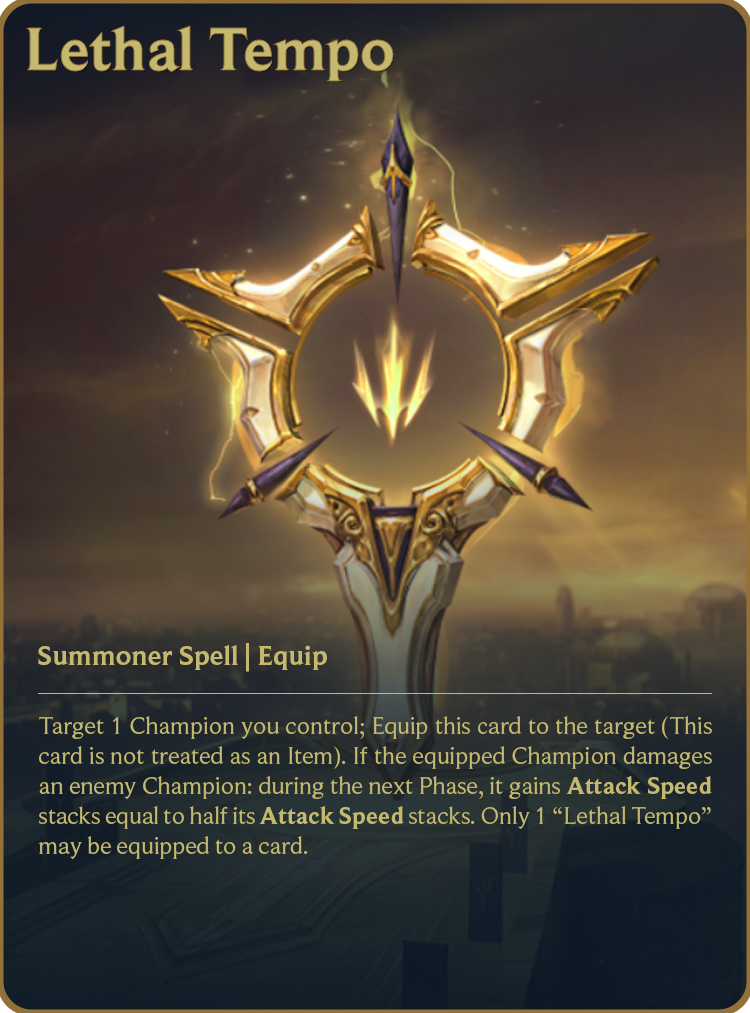 Lethal Tempo
Summoner Spell | Equip
Target 1 Champion you control; Equip this card to the target (This
card is not treated as an Item). If the equipped Champion damages
an enemy Champion: during the next Phase, it gains Attack Speed
stacks equal to half its Attack Speed stacks. Only 1 “Lethal Tempo”
may be equipped to a card.